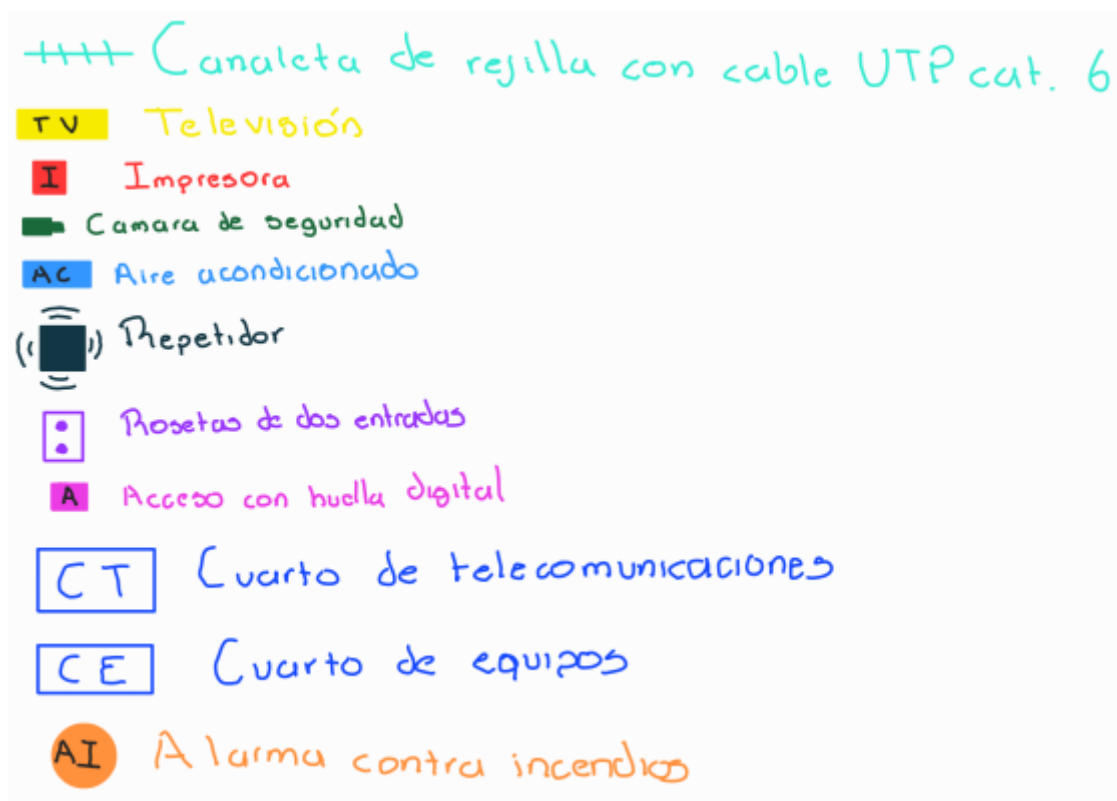 Canaleta de rejilla con cable UTP cat. 6
TV Televisión
I Impresora
Camara de seguridad
AC Aire acondicionado
Repetidor
Rosetas de dos entradas
A Acceso con huella digital
CT Cuarto de telecomunicaciones
CE Cuarto de equipos
AI Alarma contra incendios